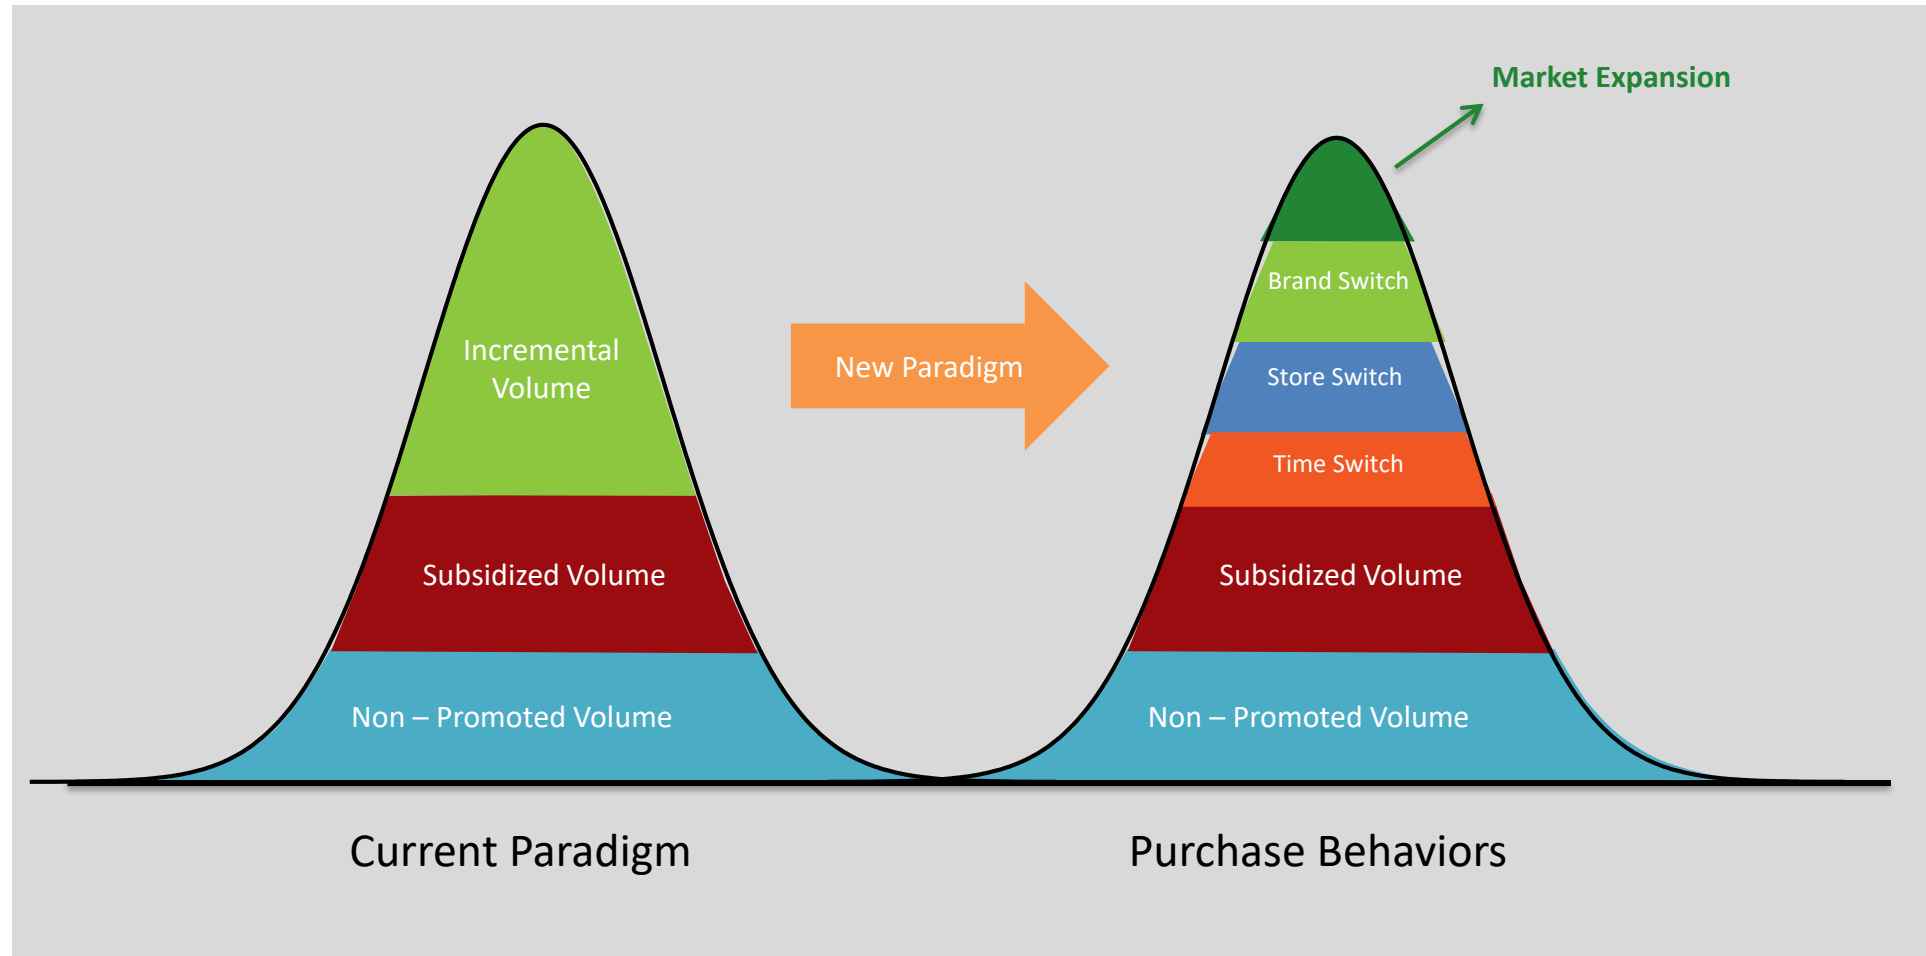 Market Expansion
Incremental
Volume
Subsidized Volume
Non – Promoted Volume
New Paradigm
Brand Switch
Store Switch
Time Switch
Subsidized Volume
Non – Promoted Volume
Current Paradigm
Purchase Behaviors